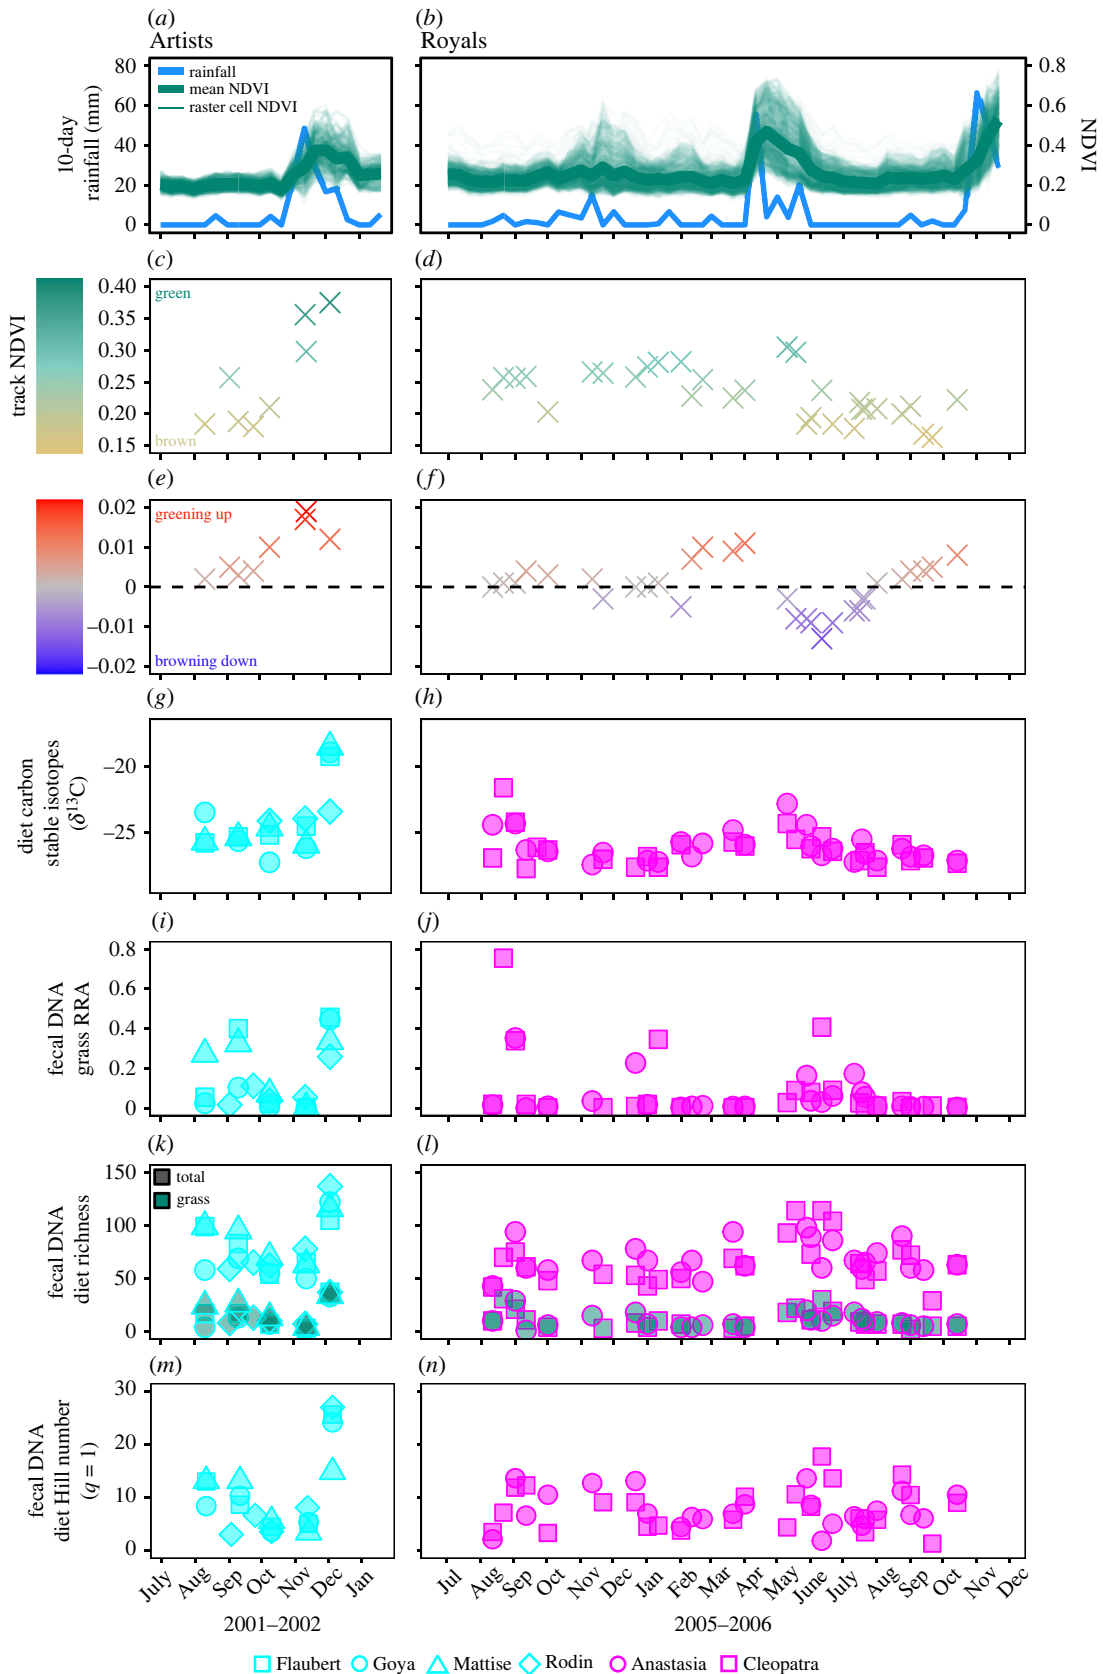 (a)
(b)
Artists
Royals
rainfall
mean NDVI
raster cell NDVI
10-day
rainfall (mm)
80
60
40
20
0
0.8
0.6
0.4
0.2
0
NDVI
(c)
(d)
track NDVI
0.40
0.35
0.30
0.25
0.20
0.15
green
brown
(e)
(f)
0.02
0.01
0
–0.01
–0.02
greening up
browning down
(g)
(h)
diet carbon
stable isotopes
(δ13C)
–20
–25
(i)
(j)
fecal DNA
grass RRA
0.8
0.6
0.4
0.2
0
(k)
(l)
total
grass
fecal DNA
diet richness
150
100
50
0
(m)
(n)
fecal DNA
diet Hill number
(q = 1)
30
20
10
0
July Aug Sep Oct Nov Dec Jan
Jul Aug Sep Oct Nov Dec Jan Feb Mar Apr May June July Aug Sep Oct Nov Dec
2001–2002
2005–2006
Flaubert Goya Mattise Rodin Anastasia Cleopatra